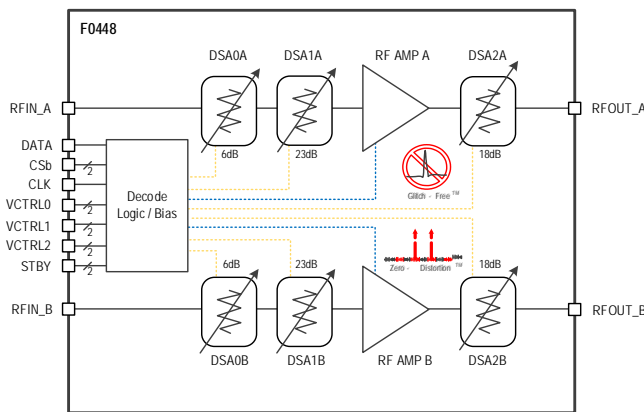 F0448
DSA0A
DSA1A
RF AMP A
DSA2A
RFIN_A
RFOUT_A
6dB
23dB
18dB
DATA
CSb
2
CLK
VCTRL0
2
VCTRL1
2
VCTRL2
2
STBY
2
Decode
Logic / Bias
Glitch - Free™
Zero - Distortion™
6dB
23dB
18dB
RFIN_B
RFOUT_B
DSA0B
DSA1B
RF AMP B
DSA2B